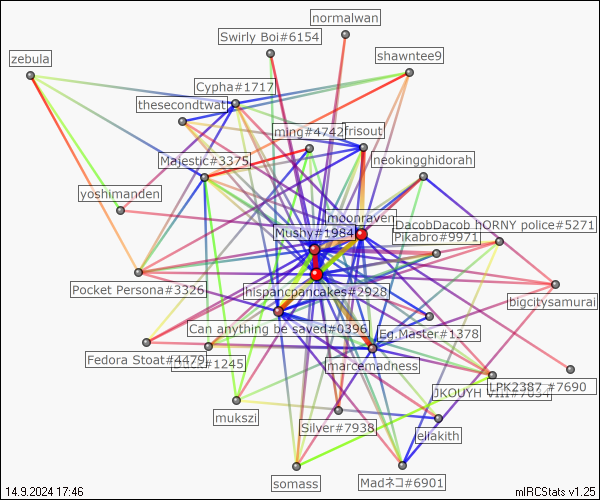 normalwan
Swirly Boi#6154
shawntee9
zebula
Cypha#1717
thesecondtwat
ming#4742
frisout
Majestic#3375
neokingghidorah
yoshimanden
moonraven
DacobDacob hORNY police#5271
Mushy#1984
Pikabro#9971
Pocket Persona#3326
hispancpancakes#2928
bigcitysamurai
Can anything be saved#0396
Eg.Master#1378
Fedora Stoat#4479
#1245
marcemadness
LPK2387 #7690
JKOUYH
mukszi
Silver#7938
ellakith
somass
Madネコ#6901
14.9.2024 17:46
mIRCStats v1.25